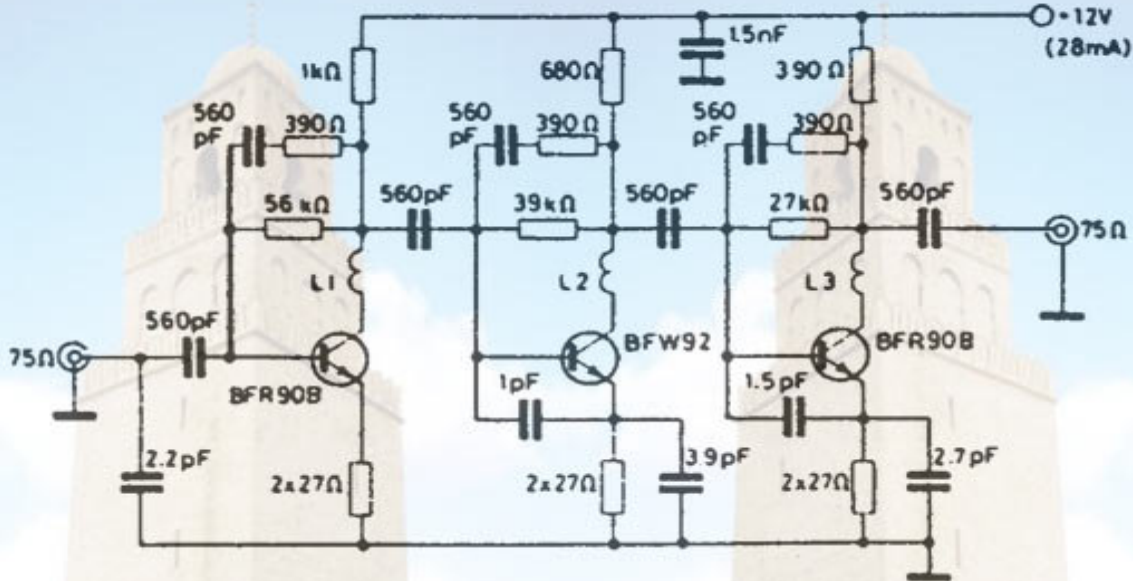 = 12V
(28mA)
1.5nF
1kΩ
680Ω
390Ω
560
pF
390Ω
560
pF
390Ω
560
pF
390Ω
56kΩ
560pF
39kΩ
560pF
27kΩ
560pF
75Ω
L1
L2
L3
560pF
75Ω
BFR90B
BFW92
BFR90B
1pF
1.5pF
2.2pF
2x27Ω
2x27Ω
3.9pF
2x27Ω
2.7pF